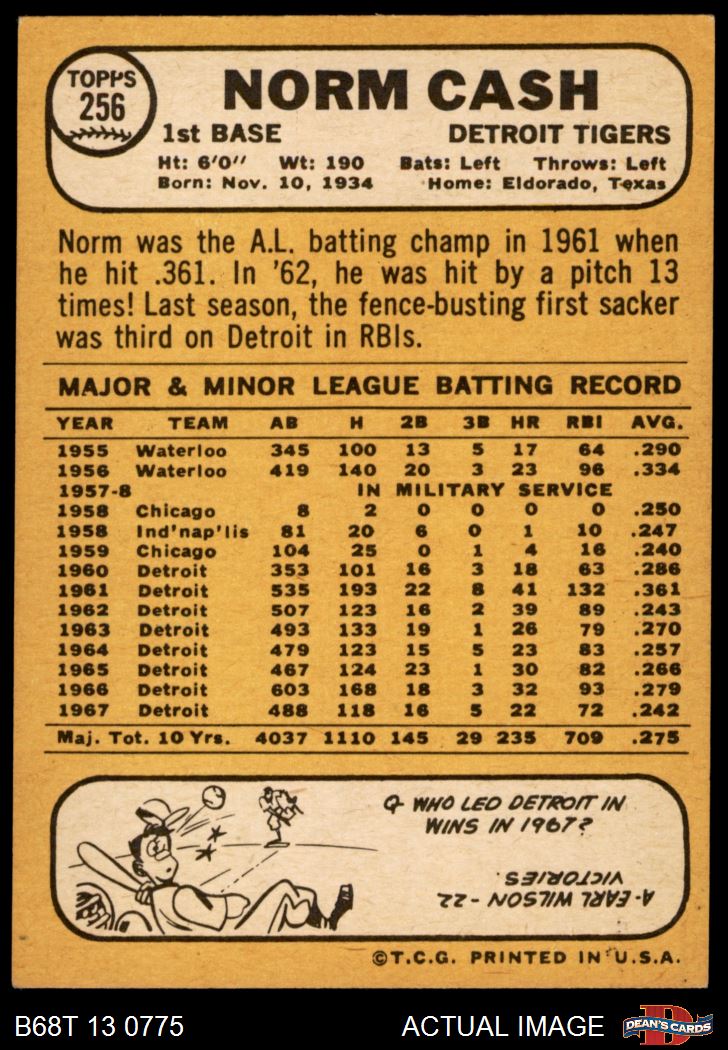 TOPPS
256
NORM CASH
1st BASE DETROIT TIGERS
Ht: 6'0" Wt: 190 Bats: Left Throws: Left
Born: Nov. 10, 1934 Home: Eldorado, Texas
Norm was the A.L. batting champ in 1961 when
he hit .361. In '62, he was hit by a pitch 13
times! Last season, the fence-busting first sacker
was third on Detroit in RBIs.
MAJOR & MINOR LEAGUE BATTING RECORD
YEAR TEAM AB H 2B 3B HR RBI AVG.
1955 Waterloo 345 100 13 5 17 64 .290
1956 Waterloo 419 140 20 3 23 96 .334
1957-8 IN MILITARY SERVICE
1958 Chicago 8 2 0 0 0 0 .250
1958 Ind'nap'lis 81 20 6 0 1 10 .247
1959 Chicago 104 25 0 1 4 16 .240
1960 Detroit 353 101 16 3 18 63 .286
1961 Detroit 535 193 22 8 41 132 .361
1962 Detroit 507 123 16 2 39 89 .243
1963 Detroit 493 133 19 1 26 79 .270
1964 Detroit 479 123 15 5 23 83 .257
1965 Detroit 467 124 23 1 30 82 .266
1966 Detroit 603 168 18 3 32 93 .279
1967 Detroit 488 118 16 5 22 72 .242
Maj. Tot. 10 Yrs. 4037 1110 145 29 235 709 .275
Q- WHO LED DETROIT IN
WINS IN 1967?
A- EARL WILSON - 22
VICTORIES.
©T.C.G. PRINTED IN U.S.A.
B68T 13 0775 ACTUAL IMAGE
D
DEAN'S CARDS